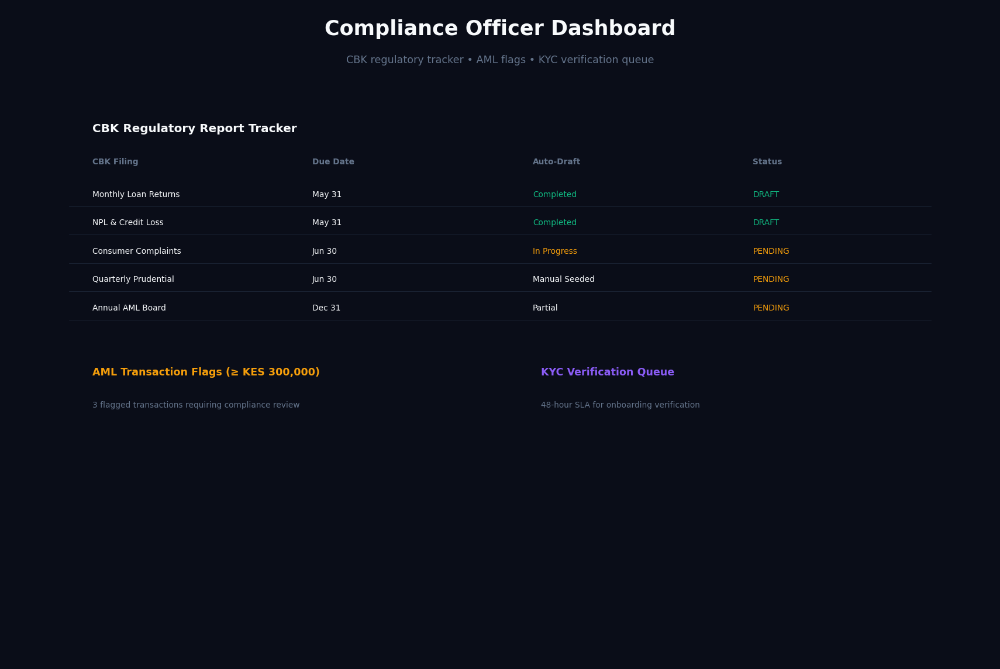 Compliance Officer Dashboard
CBK regulatory tracker • AML flags • KYC verification queue
CBK Regulatory Report Tracker
CBK Filing Due Date Auto-Draft Status
Monthly Loan Returns May 31 Completed DRAFT
NPL & Credit Loss May 31 Completed DRAFT
Consumer Complaints Jun 30 In Progress PENDING
Quarterly Prudential Jun 30 Manual Seeded PENDING
Annual AML Board Dec 31 Partial PENDING
AML Transaction Flags (≥ KES 300,000)
3 flagged transactions requiring compliance review
KYC Verification Queue
48-hour SLA for onboarding verification